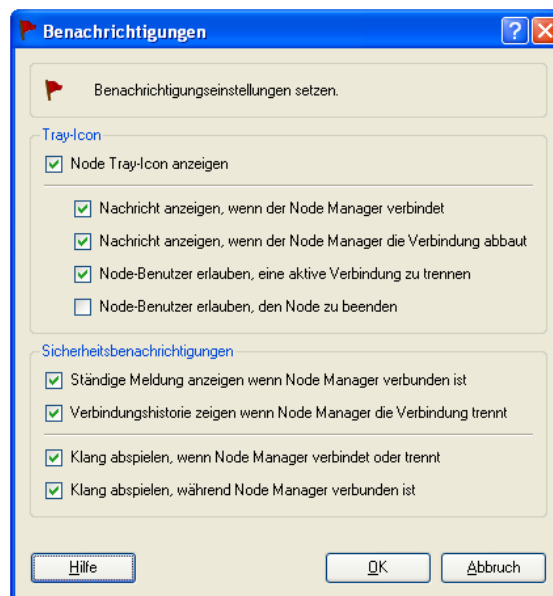 Benachrichtigungen
Benachrichtigungseinstellungen setzen.
Tray-Icon
Node Tray-Icon anzeigen
Nachricht anzeigen, wenn der Node Manager verbindet
Nachricht anzeigen, wenn der Node Manager die Verbindung abbaut
Node-Benutzer erlauben, eine aktive Verbindung zu trennen
Node-Benutzer erlauben, den Node zu beenden
Sicherheitsbenachrichtigungen
Ständige Meldung anzeigen wenn Node Manager verbunden ist
Verbindungshistorie zeigen wenn Node Manager die Verbindung trennt
Klang abspielen, wenn Node Manager verbindet oder trennt
Klang abspielen, während Node Manager verbunden ist
Hilfe OK Abbruch